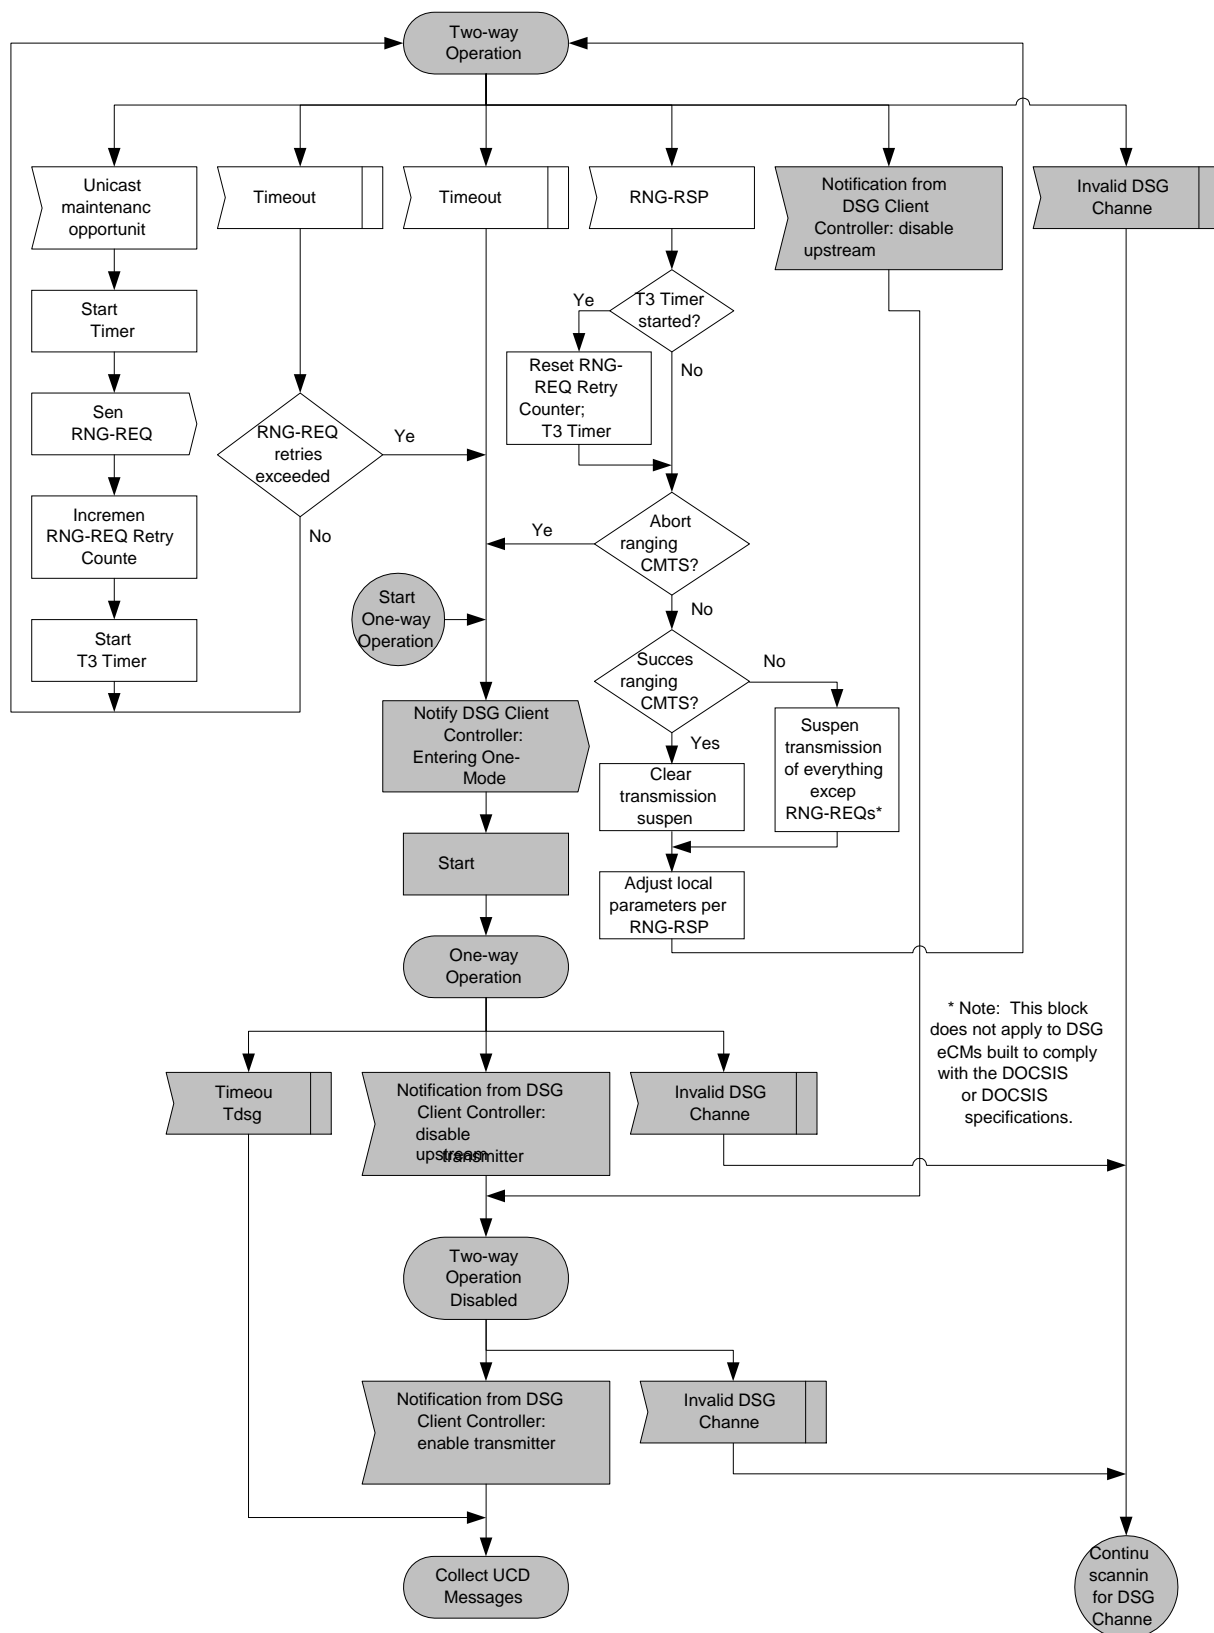 Two-way
Operation
Unicast
maintenanc
opportunit
Timeout
Timeout
RNG-RSP
Notification from
DSG Client
Controller: disable
upstream
Invalid DSG
Channe
Start
Timer
Ye
T3 Timer
started?
Reset RNG-
REQ Retry
Counter;
T3 Timer
No
Sen
RNG-REQ
RNG-REQ
retries
exceeded
Ye
No
Incremen
RNG-REQ Retry
Counte
Ye
Abort
ranging
CMTS?
No
Start
One-way
Operation
Start
T3 Timer
Succes
ranging
CMTS?
No
Yes
Notify DSG Client
Controller:
Entering One-
Mode
Suspen
transmission
of everything
excep
RNG-REQs*
Clear
transmission
suspen
Start
Adjust local
parameters per
RNG-RSP
One-way
Operation
* Note: This block
does not apply to DSG
eCMs built to comply
with the DOCSIS
or DOCSIS
specifications.
Timeou
Tdsg
Notification from DSG
Client Controller:
disable
upstream
transmitter
Invalid DSG
Channe
Two-way
Operation
Disabled
Notification from DSG
Client Controller:
enable transmitter
Invalid DSG
Channe
Collect UCD
Messages
Continu
scannin
for DSG
Channe